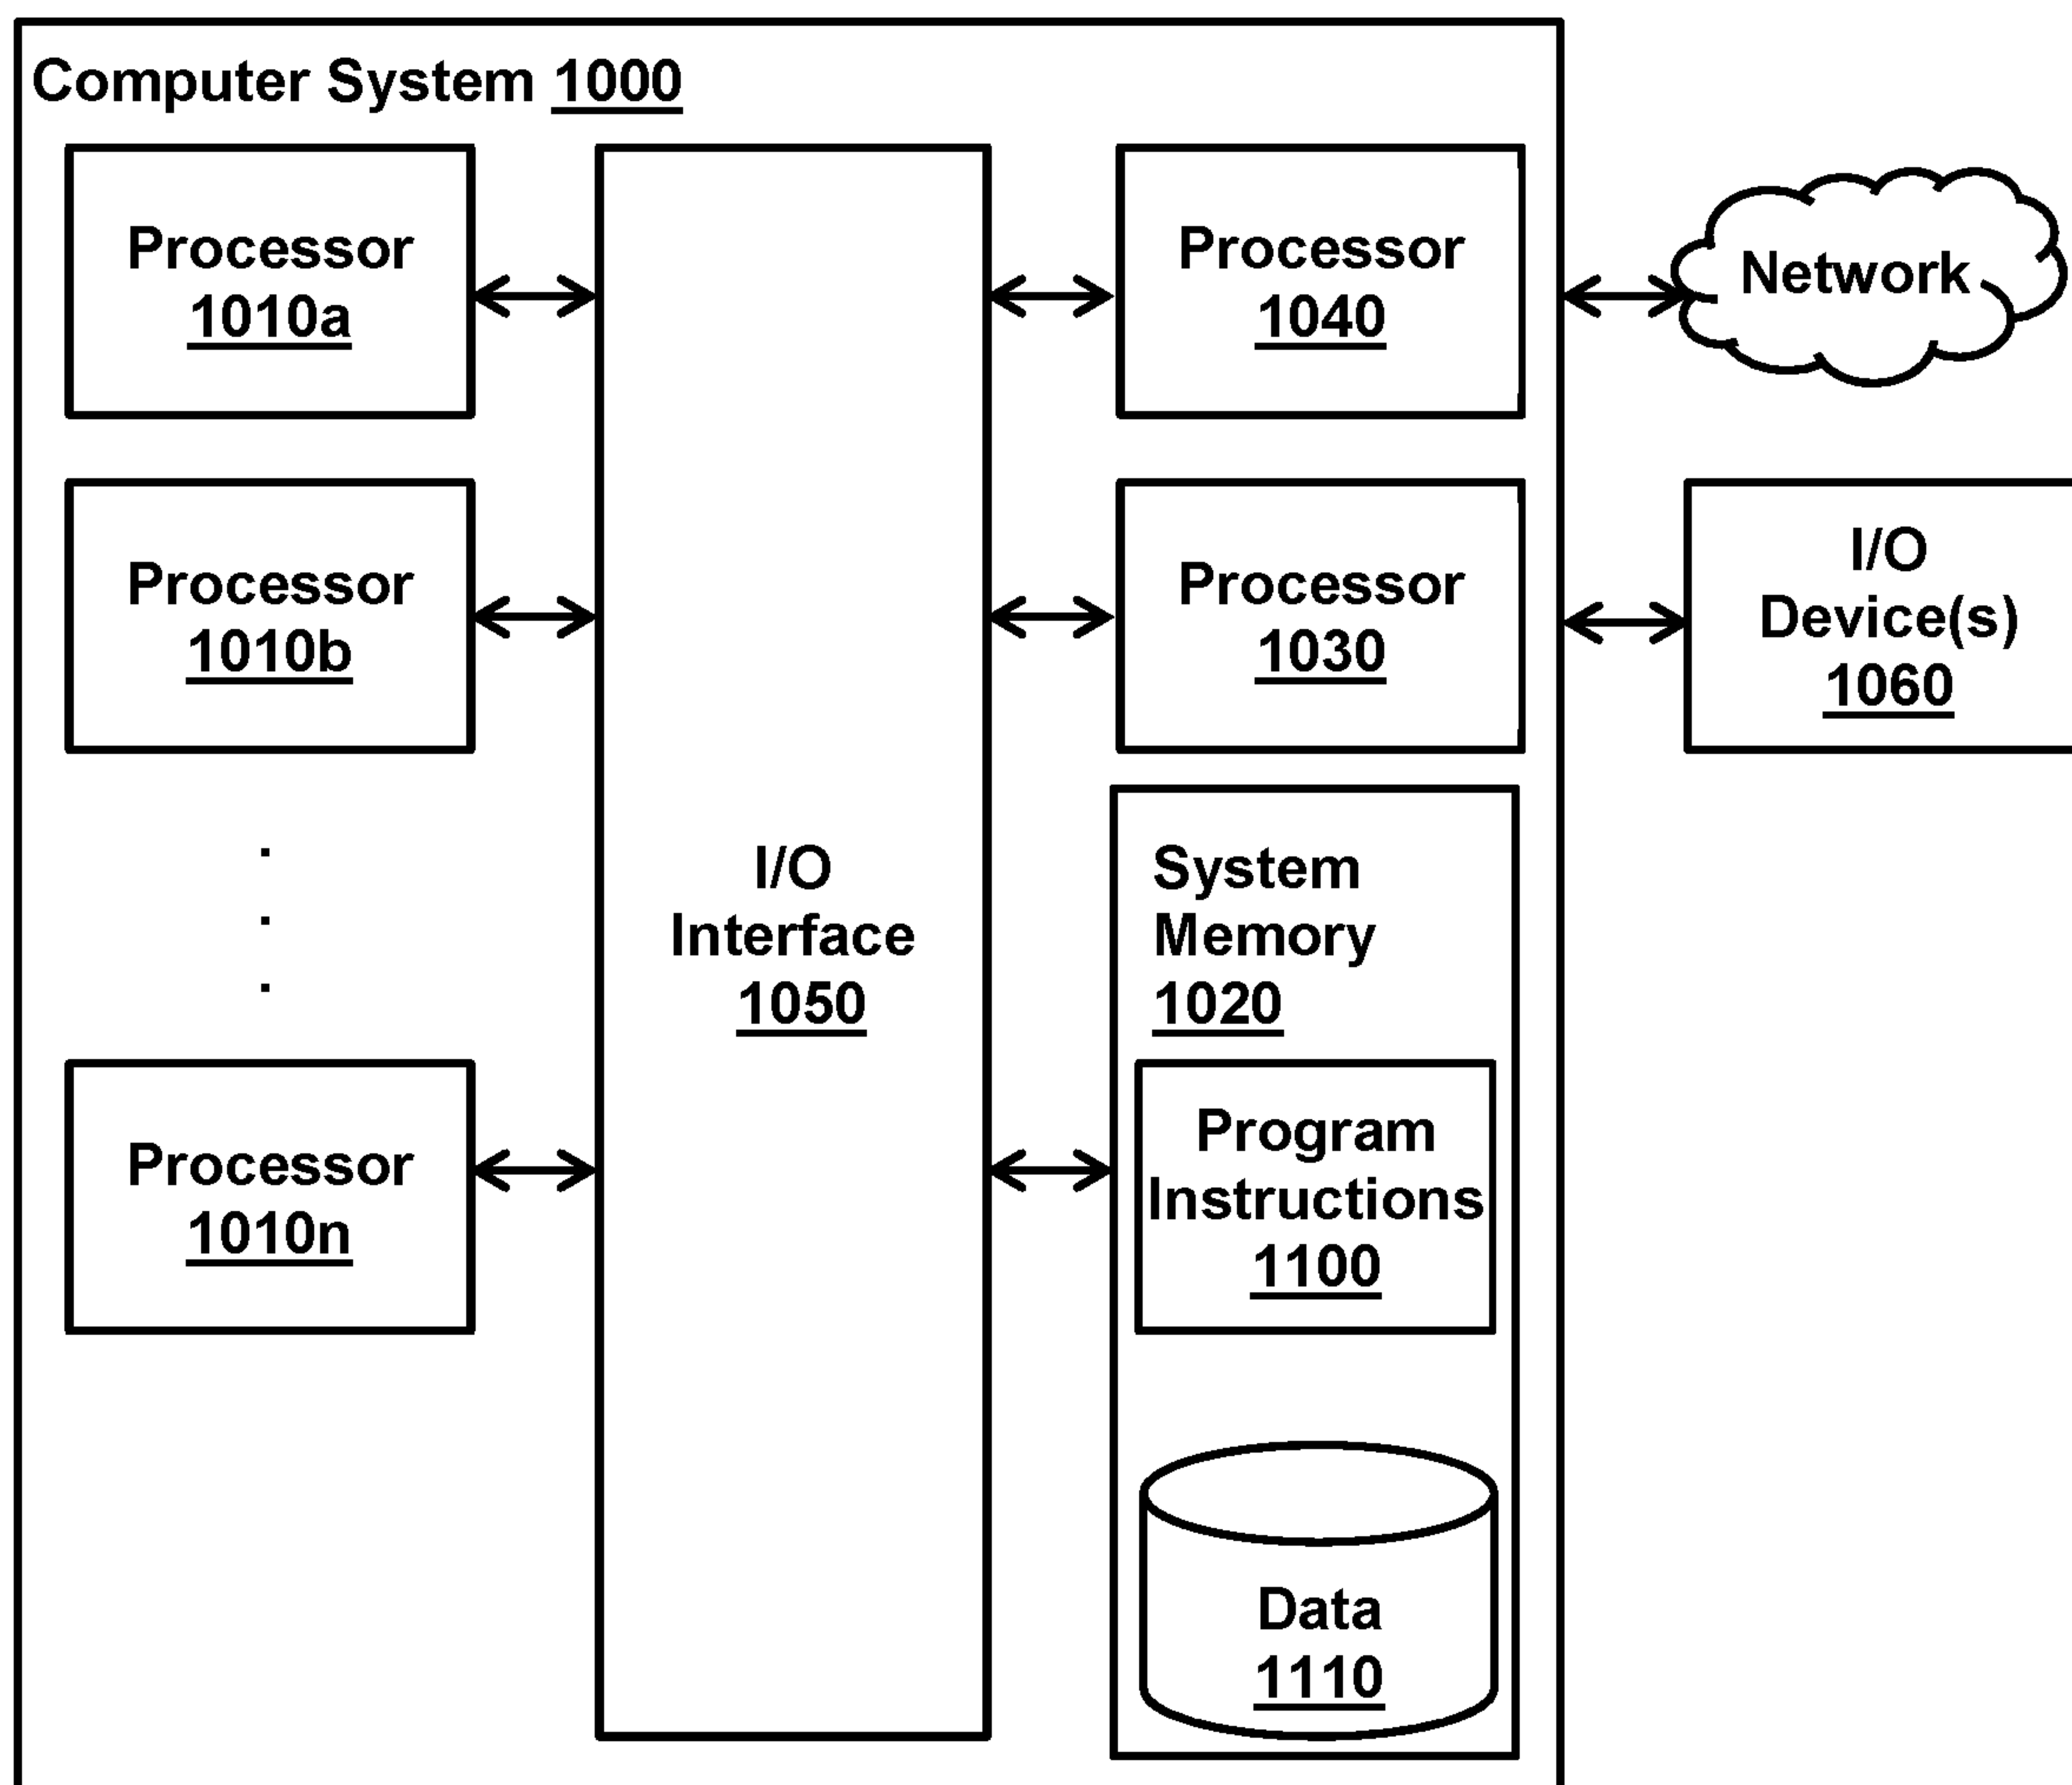 Computer System 1000
Processor
1010a
Processor
1040
Network
Processor
1010b
Processor
1030
I/O
Device(s)
1060
.
.
.
I/O
Interface
1050
System
Memory
1020
Processor
1010n
Program
Instructions
1100
Data
1110